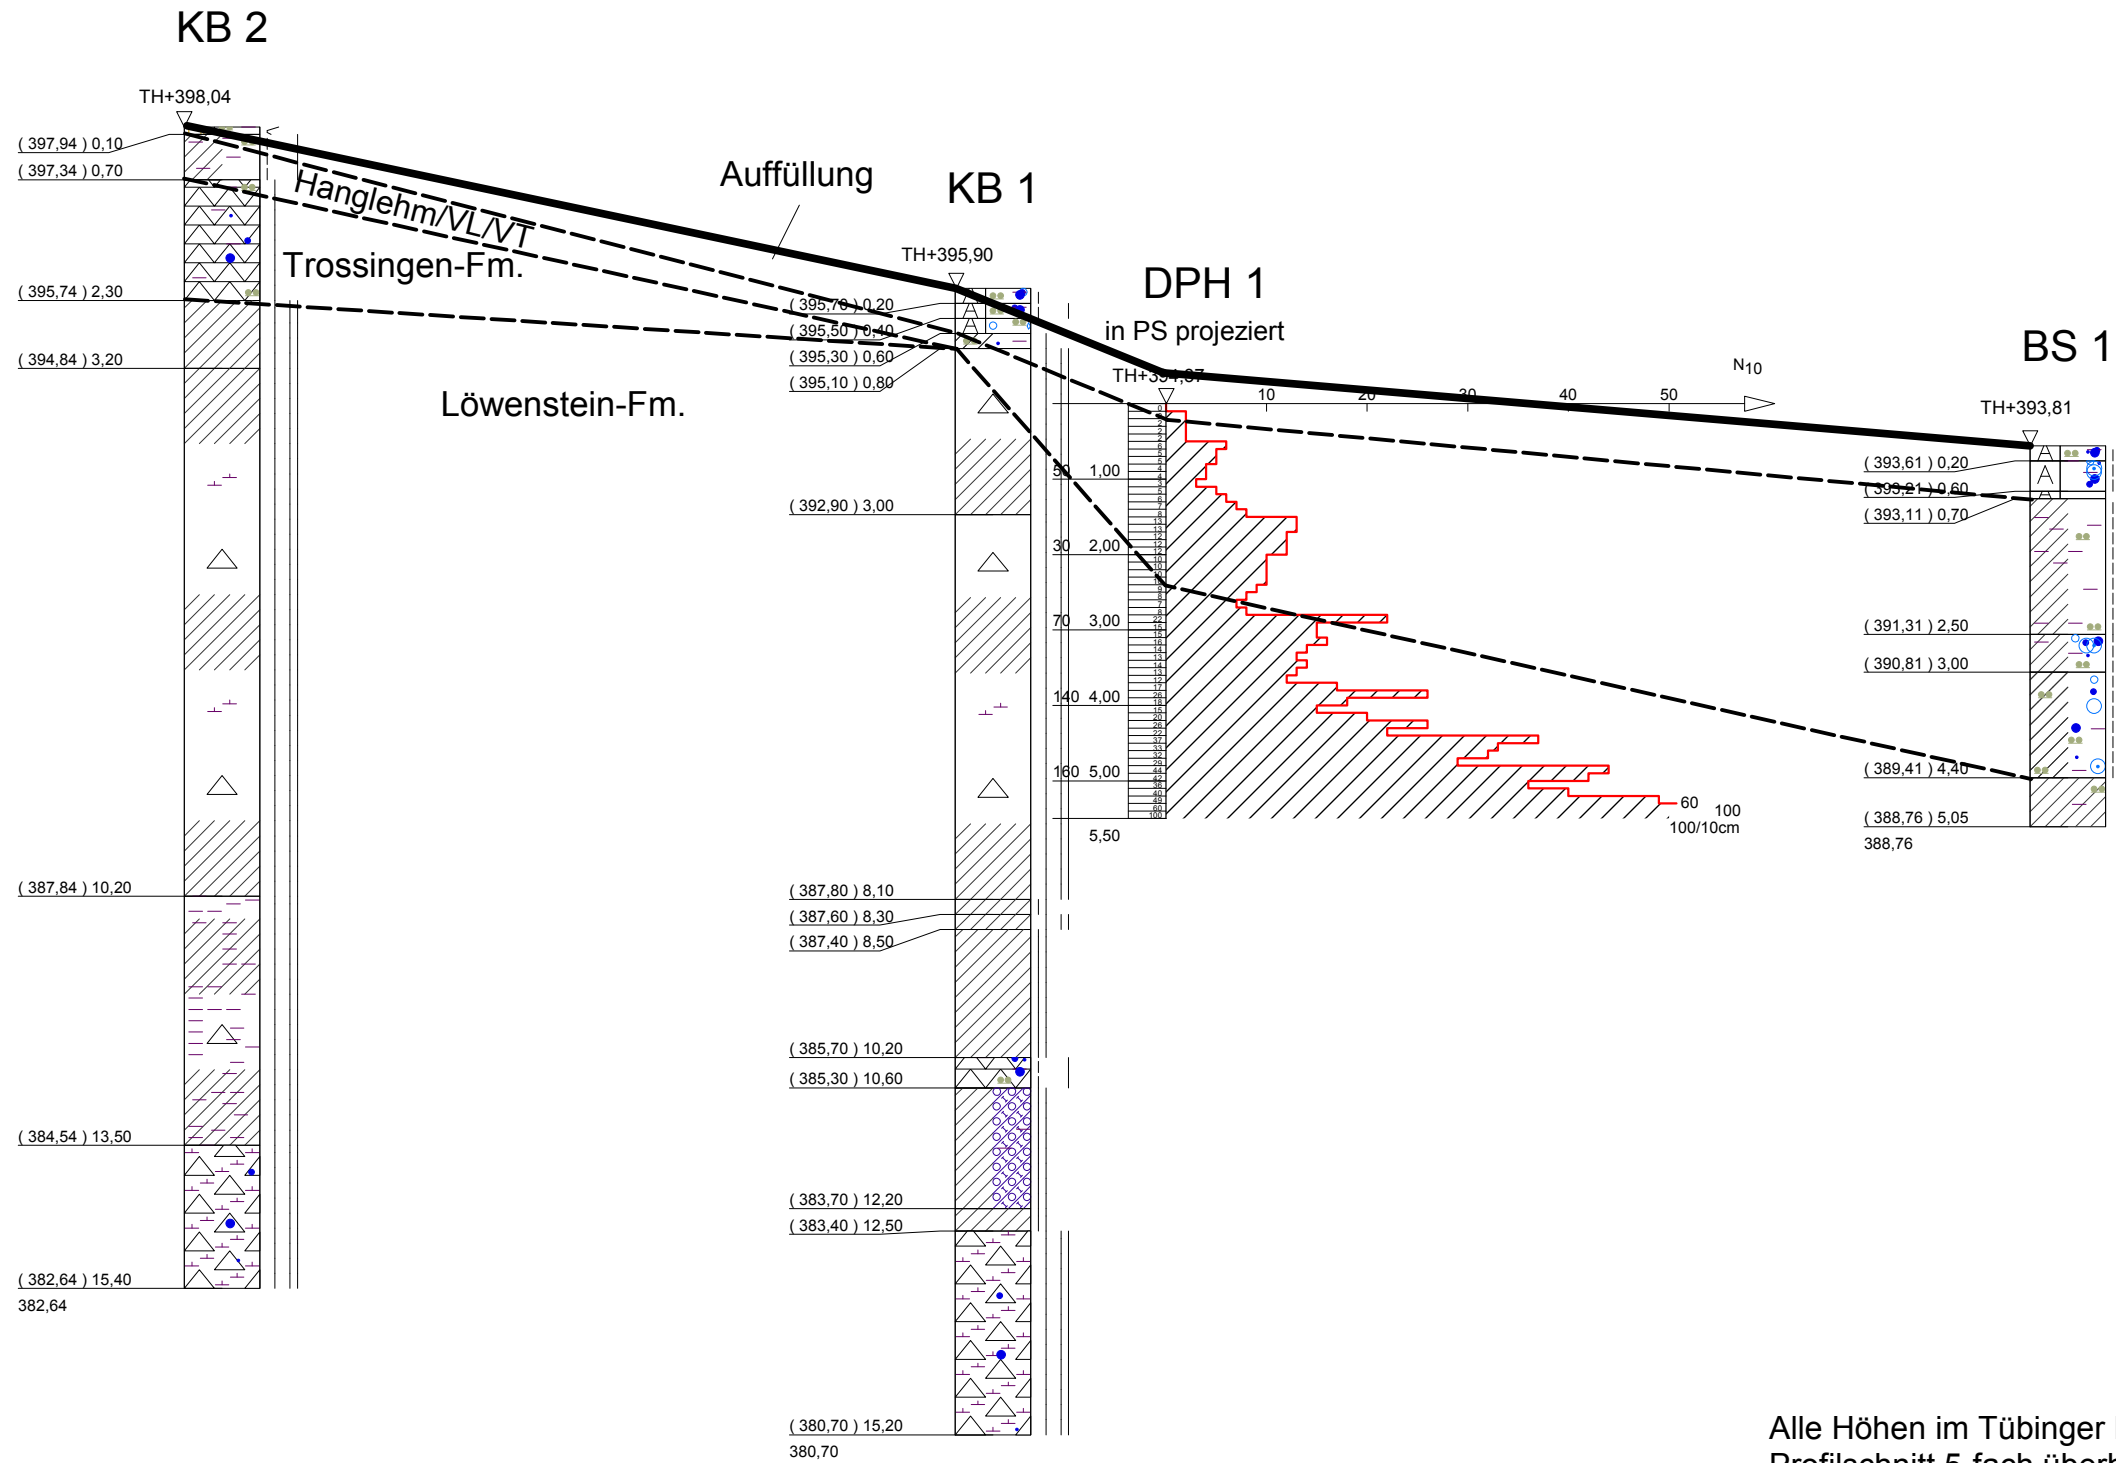 KB 2
TH+398,04
( 397,94 ) 0,10
( 397,34 ) 0,70
( 395,74 ) 2,30
( 394,84 ) 3,20
( 387,84 ) 10,20
( 384,54 ) 13,50
( 382,64 ) 15,40
382,64
Hanglehm/VL/VT
Trossingen-Fm.
Löwenstein-Fm.
Auffüllung
KB 1
TH+395,90
( 395,70 ) 0,20
( 395,50 ) 0,40
( 395,30 ) 0,60
( 395,10 ) 0,80
( 392,90 ) 3,00
( 387,80 ) 8,10
( 387,60 ) 8,30
( 387,40 ) 8,50
( 385,70 ) 10,20
( 385,30 ) 10,60
( 383,70 ) 12,20
( 383,40 ) 12,50
( 380,70 ) 15,20
380,70
DPH 1
in PS projeziert
10 20 30 40 50
N10
50 1,00
30 2,00
70 3,00
140 4,00
160 5,00
5,50
60 100
100/10cm
BS 1
TH+393,81
( 393,61 ) 0,20
( 393,21 ) 0,60
( 393,11 ) 0,70
( 391,31 ) 2,50
( 390,81 ) 3,00
( 389,41 ) 4,40
( 388,76 ) 5,05
388,76
Alle Höhen im Tübinger
Profilschnitt 5-fach